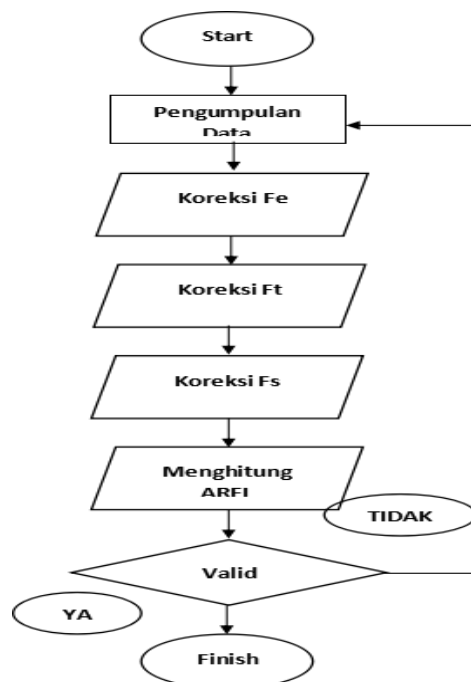 Start
Pengumpulan
Data
Koreksi Fe
Koreksi Ft
Koreksi Fs
Menghitung
ARFI
TIDAK
Valid
YA
Finish